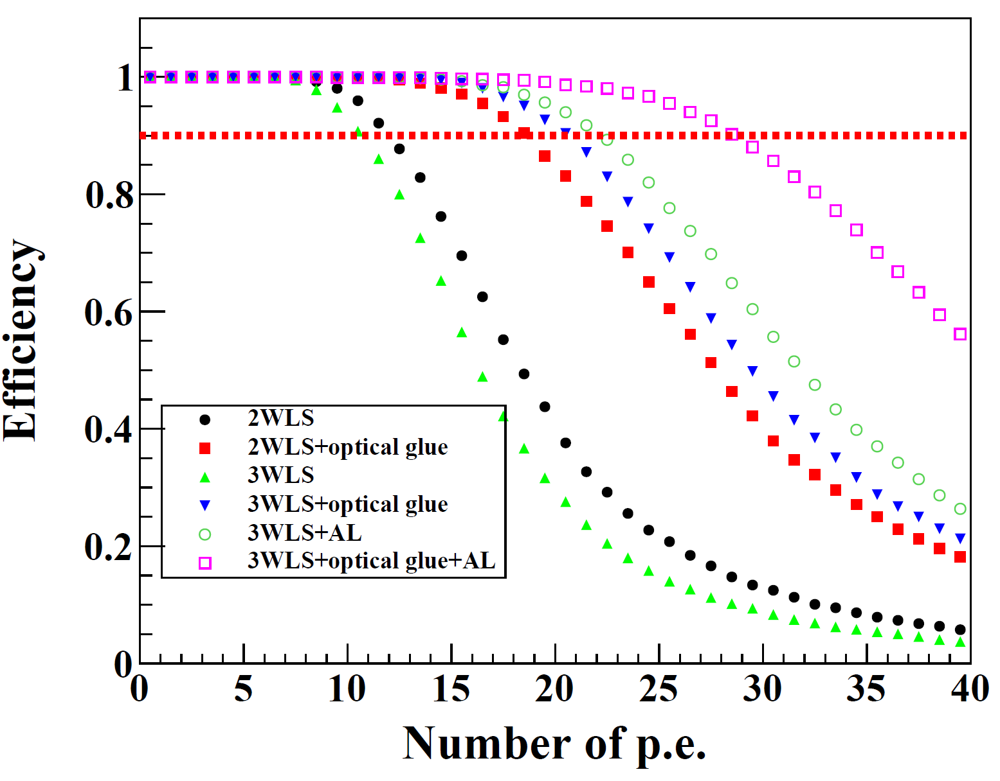 Efficiency
1
0.8
0.6
0.4
0.2
0
2WLS
2WLS+optical glue
3WLS
3WLS+optical glue
3WLS+AL
3WLS+optical glue+AL
0 5 10 15 20 25 30 35 40
Number of p.e.